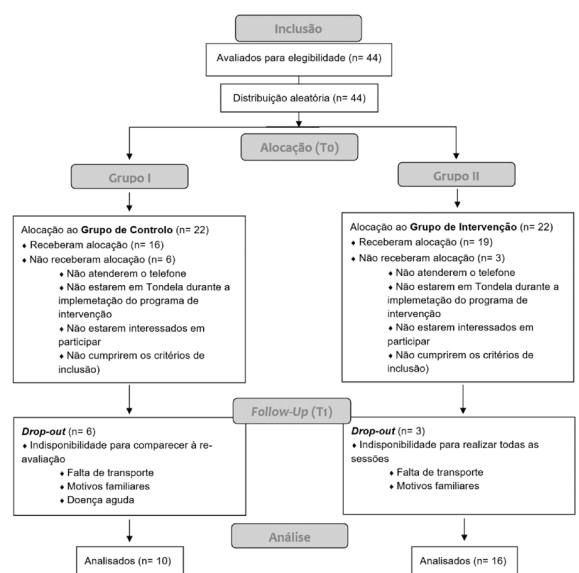 Inclusão
Avaliados para elegibilidade (n= 44)
Distribuição aleatória (n= 44)
Alocação (T0)
Grupo I
Alocação ao Grupo de Controlo (n= 22)
♦ Receberam alocação (n= 16)
♦ Não receberam alocação (n= 6)
♦ Não atenderem o telefone
♦ Não estarem em Tondela durante a
implemetação do programa de
intervenção
♦ Não estarem interessados em
participar
♦ Não cumprirem os critérios de
inclusão)
Grupo II
Alocação ao Grupo de Intervenção (n= 22)
♦ Receberam alocação (n= 19)
♦ Não receberam alocação (n= 3)
♦ Não atenderem o telefone
♦ Não estarem em Tondela durante a
implemetação do programa de
intervenção
♦ Não estarem interessados em
participar
♦ Não cumprirem os critérios de
inclusão)
Follow-Up (T1)
Drop-out (n= 6)
♦ Indisponibilidade para comparecer à re-
avaliação
♦ Falta de transporte
♦ Motivos familiares
♦ Doença aguda
Drop-out (n= 3)
♦ Indisponibilidade para realizar todas as
sessões
♦ Falta de transporte
♦ Motivos familiares
Análise
Analisados (n= 10)
Analisados (n= 16)